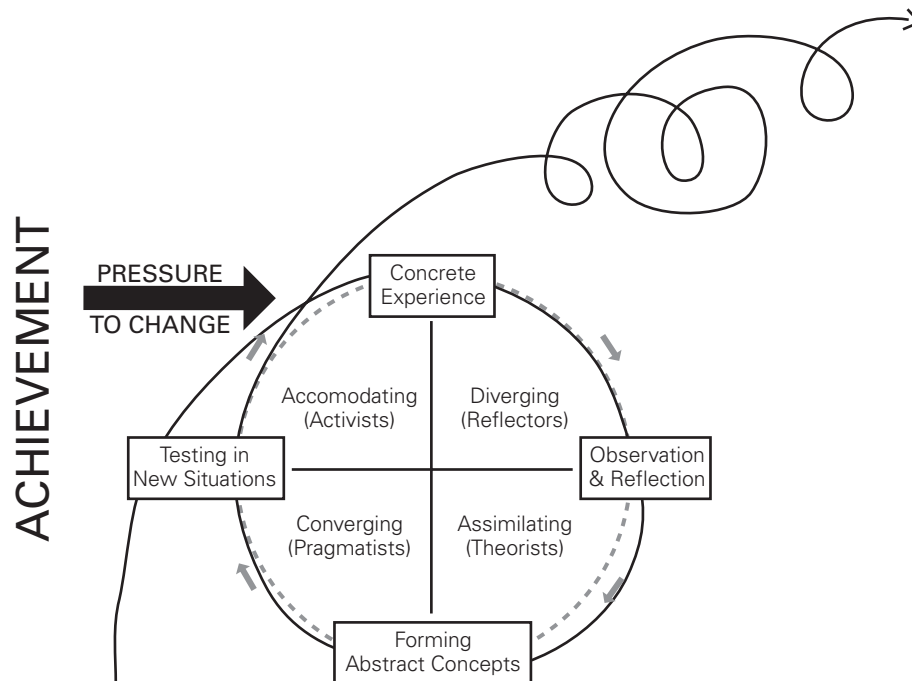 ACHIEVEMENT
PRESSURE
TO CHANGE
Concrete
Experience
Accomodating
(Activists)
Diverging
(Reflectors)
Testing in
New Situations
Observation
& Reflection
Converging
(Pragmatists)
Assimilating
(Theorists)
Forming
Abstract Concepts